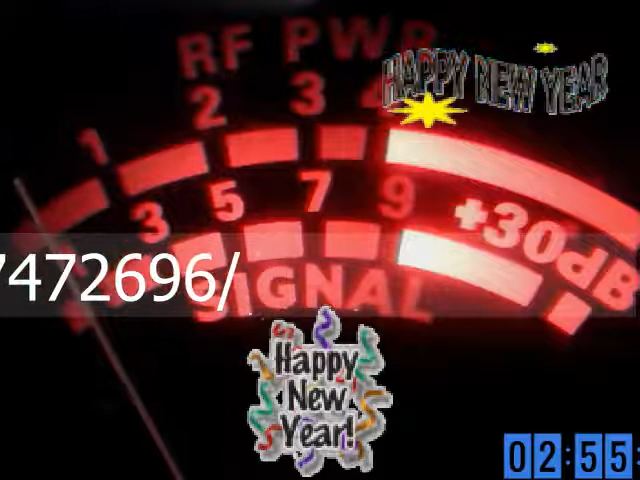 RF PWR
HAPPY NEW YEAR
1 2 3 4
3 5 7 9 +30dB
7472696/
SIGNAL
Happy
New
Year!
02:55: